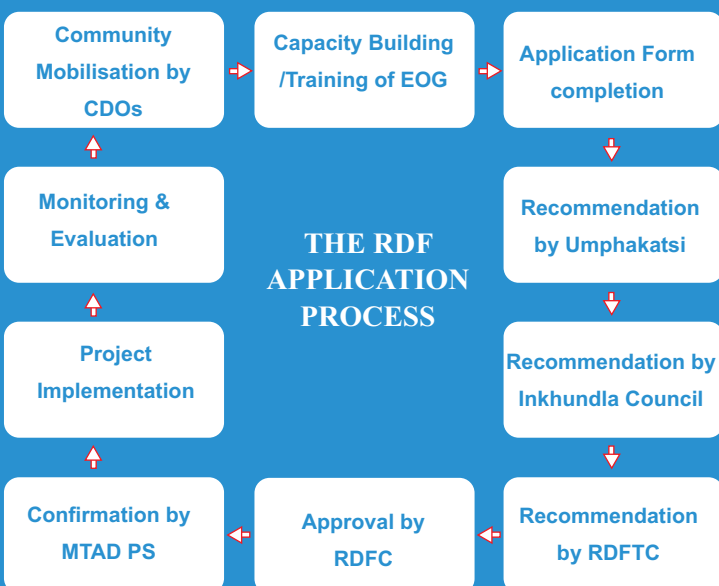 Community
Mobilisation by
CDOs
Capacity Building
/Training of EOG
Application Form
completion
Recommendation
by Umphakatsi
Recommendation by
Inkhundla Council
Recommendation
by RDFTC
Approval by
RDFC
Confirmation by
MTAD PS
Project
Implementation
Monitoring &
Evaluation
THE RDF
APPLICATION
PROCESS